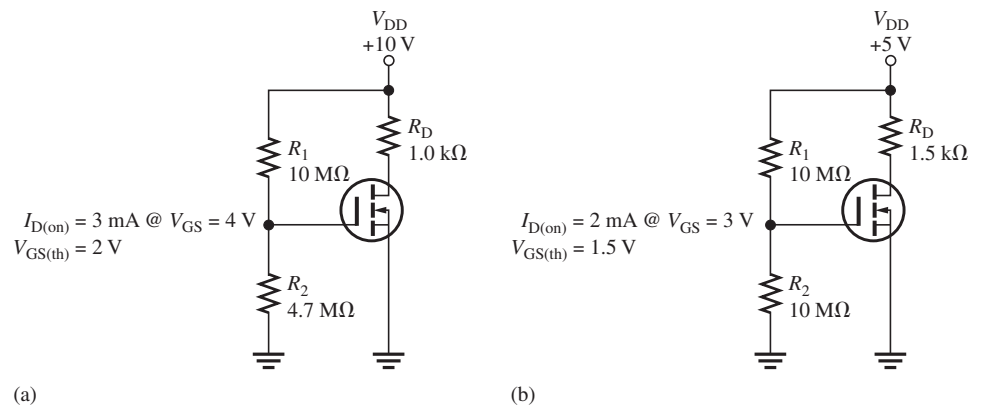 V_DD
+10 V
R_D
1.0 kΩ
R_1
10 MΩ
I_D(on) = 3 mA @ V_GS = 4 V
V_GS(th) = 2 V
R_2
4.7 MΩ
(a)
V_DD
+5 V
R_D
1.5 kΩ
R_1
10 MΩ
I_D(on) = 2 mA @ V_GS = 3 V
V_GS(th) = 1.5 V
R_2
10 MΩ
(b)